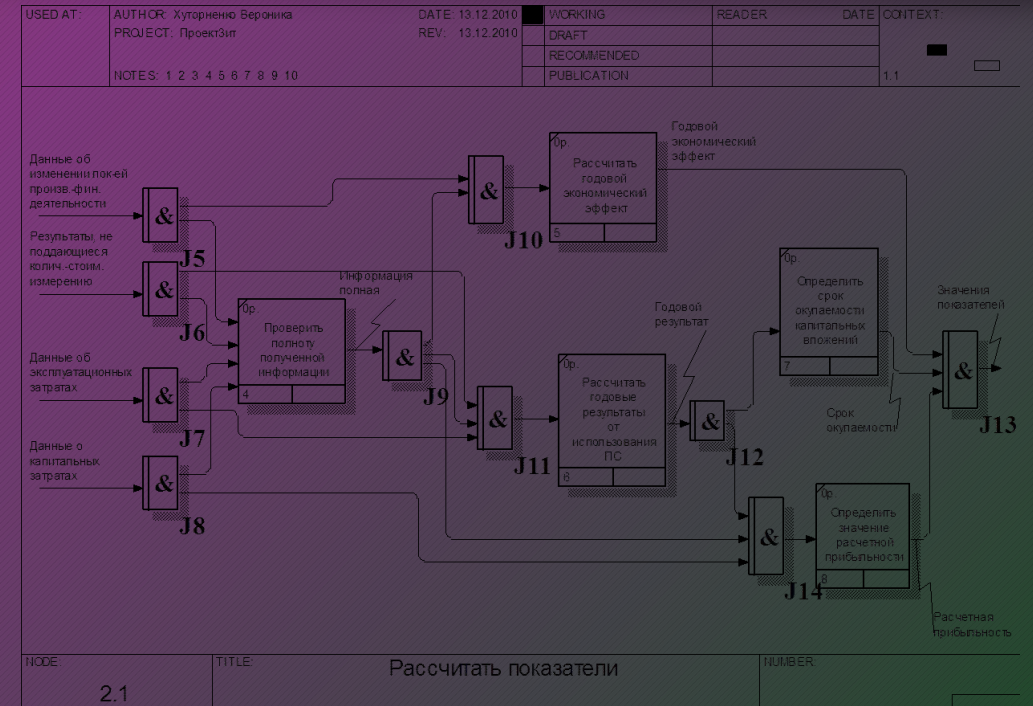 USED AT:
AUTHOR: Хуторненко Вероника
DATE: 13.12.2010
WORKING
READER
DATE
CONTEXT:
PROJECT: Проект3ит
REV: 13.12.2010
DRAFT
RECOMMENDED
NOTES: 1 2 3 4 5 6 7 8 9 10
PUBLICATION
1.1
Данные об
изменении пок-ей
произв.-фин.
деятельности
&
J5
Результаты, не
поддающиеся
колич.-стоим.
измерению
&
J6
Данные об
эксплуатационных
затратах
&
J7
Данные о
капитальных
затратах
&
J8
0р.
Проверить
полноту
полученной
информации
4
Информация
полная
&
J9
&
J10
0р.
Рассчитать
годовой
экономический
эффект
5
Годовой
экономический
эффект
&
J11
0р.
Рассчитать
годовые
результаты
от
использования
ПС
6
Годовой
результат
&
J12
0р.
Определить
срок
окупаемости
капитальных
вложений
7
Срок
окупаемости
&
J14
0р.
Определить
значение
расчетной
прибыльности
8
Расчетная
прибыльность
Значения
показателей
&
J13
NODE:
2.1
TITLE:
Рассчитать показатели
NUMBER: